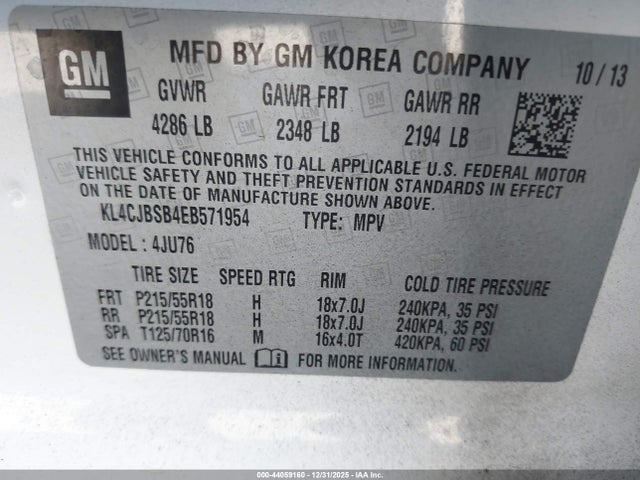 GM MFD BY GM KOREA COMPANY 10 / 13
GVWR GAWR FRT GAWR RR
4286 LB 2348 LB 2194 LB
THIS VEHICLE CONFORMS TO ALL APPLICABLE U.S. FEDERAL MOTOR
VEHICLE SAFETY AND THEFT PREVENTION STANDARDS IN EFFECT
ON THE DATE OF MANUFACTURE SHOWN ABOVE.
KL4CJBSB4EB571954 TYPE: MPV
MODEL : 4JU76
TIRE SIZE SPEED RTG RIM COLD TIRE PRESSURE
FRT P215/55R18 H 18x7.0J 240KPA, 35 PSI
RR P215/55R18 H 18x7.0J 240KPA, 35 PSI
SPA T125/70R16 M 16x4.0T 420KPA, 60 PSI
SEE OWNER'S MANUAL FOR MORE INFORMATION.
000-44059160 - 12/31/2025 - IAA Inc.